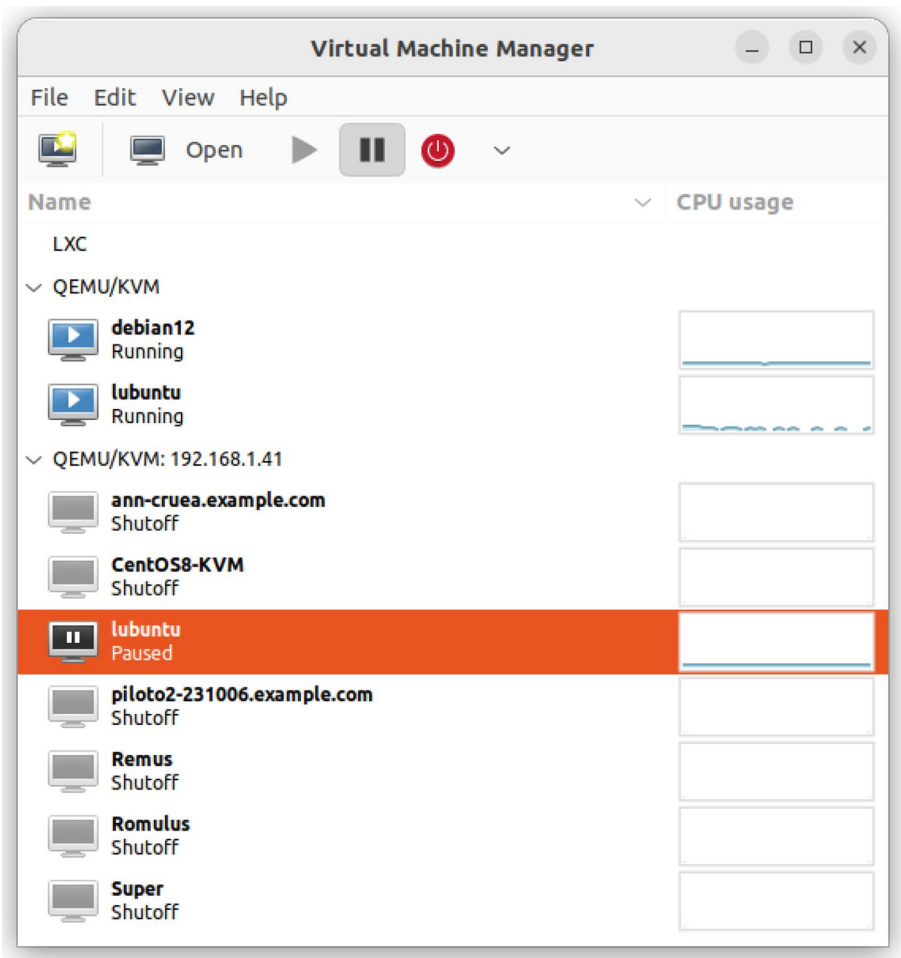 Virtual Machine Manager
File Edit View Help
Open
Name CPU usage
LXC
QEMU/KVM
debian12
Running
lubuntu
Running
QEMU/KVM: 192.168.1.41
ann-cruea.example.com
Shutoff
CentOS8-KVM
Shutoff
lubuntu
Paused
piloto2-231006.example.com
Shutoff
Remus
Shutoff
Romulus
Shutoff
Super
Shutoff